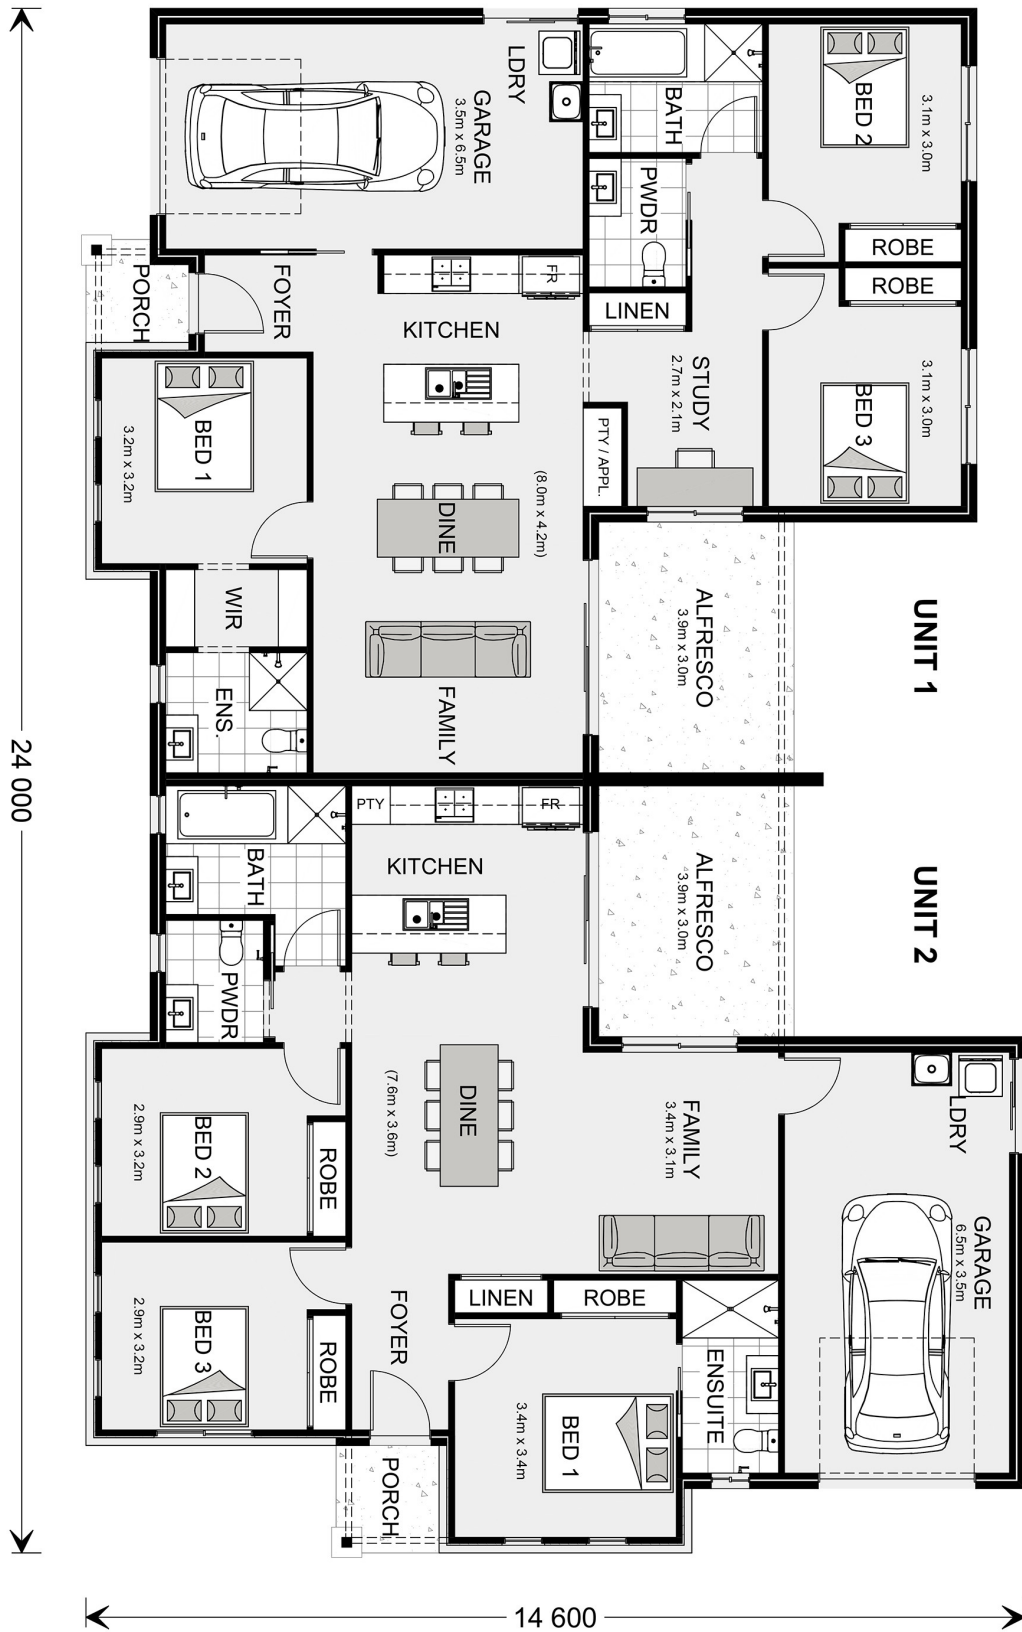 LDRY
GARAGE
3.5m x 6.5m
BATH
BED 2
3.1m x 3.0m
PWDR
ROBE
ROBE
PORCH
FOYER
FR
LINEN
KITCHEN
STUDY
2.7m x 2.1m
BED 3
3.1m x 3.0m
BED 1
3.2m x 3.2m
PTY / APPL.
DINE
(8.0m x 4.2m)
WIR
ALFRESCO
3.9m x 3.0m
UNIT 1
ENS.
FAMILY
24 000
PTY
FR
KITCHEN
BATH
ALFRESCO
3.9m x 3.0m
UNIT 2
PWDR
DINE
(7.6m x 3.6m)
FAMILY
3.4m x 3.1m
LDRY
BED 2
2.9m x 3.2m
ROBE
GARAGE
6.5m x 3.5m
LINEN
ROBE
FOYER
BED 3
2.9m x 3.2m
ROBE
ENSUITE
BED 1
3.4m x 3.4m
PORCH
14 600